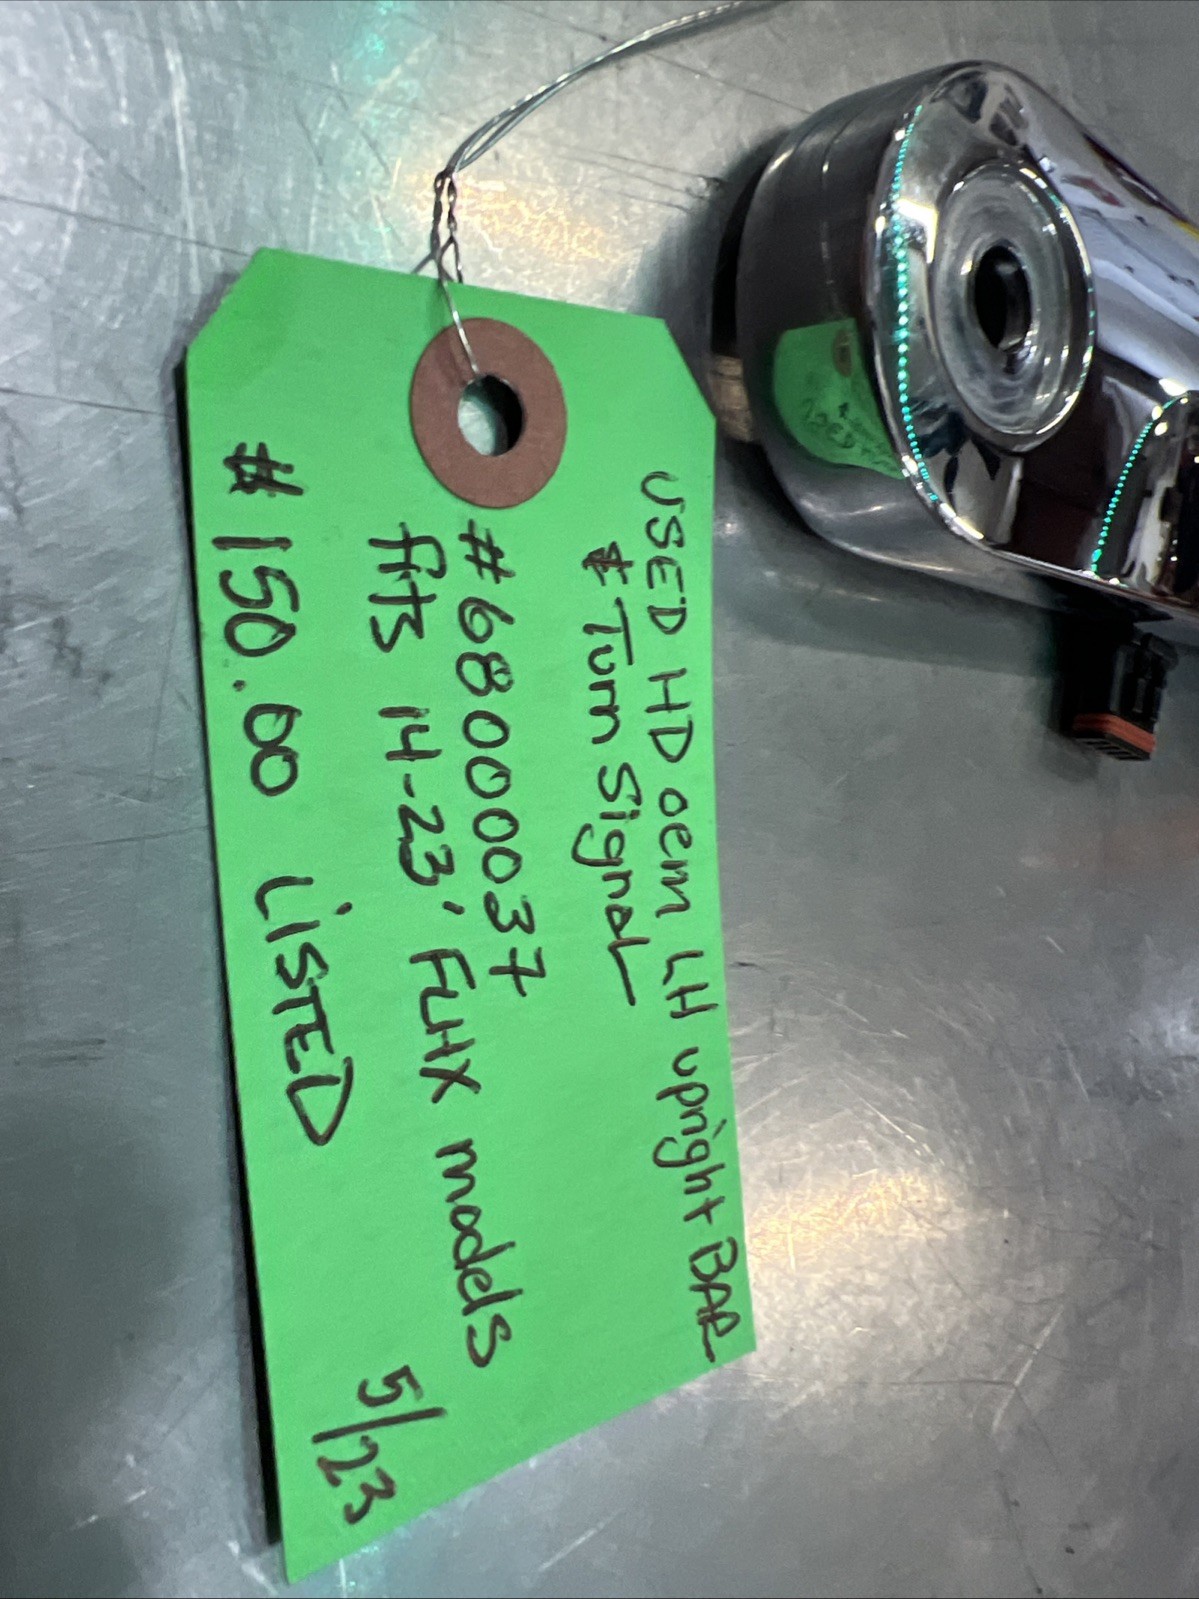 USED HD oem LH upright BAR
& Turn Signal
#68000037
fits 14-23' FLHX models
#150.00 LISTED
5/23